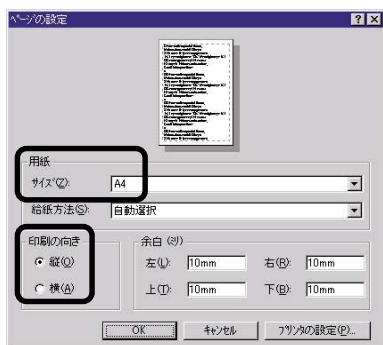 ページの設定
用紙
サイズ(Z): A4
給紙方法(S): 自動選択
印刷の向き
縦(O)
横(A)
余白 (ミリ)
左(L): 10mm 右(R): 10mm
上(T): 10mm 下(B): 10mm
OK キャンセル プリンタの設定(P)...